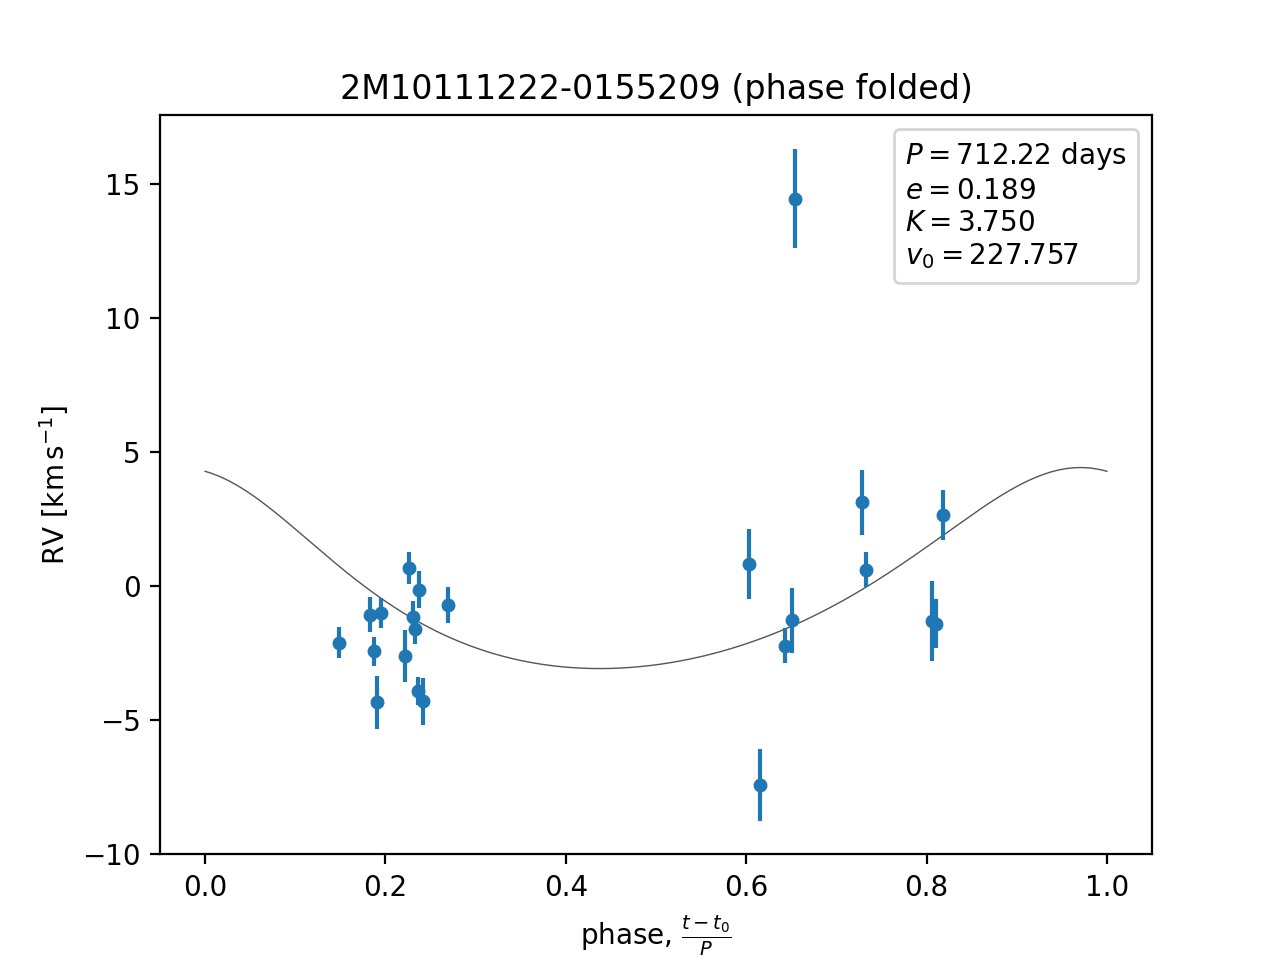 2M10111222-0155209 (phase folded)
P = 712.22 days
e = 0.189
K = 3.750
v₀ = 227.757
15
10
5
0
−5
−10
RV [km s⁻¹]
0.0 0.2 0.4 0.6 0.8 1.0
phase, (t − t₀)/P